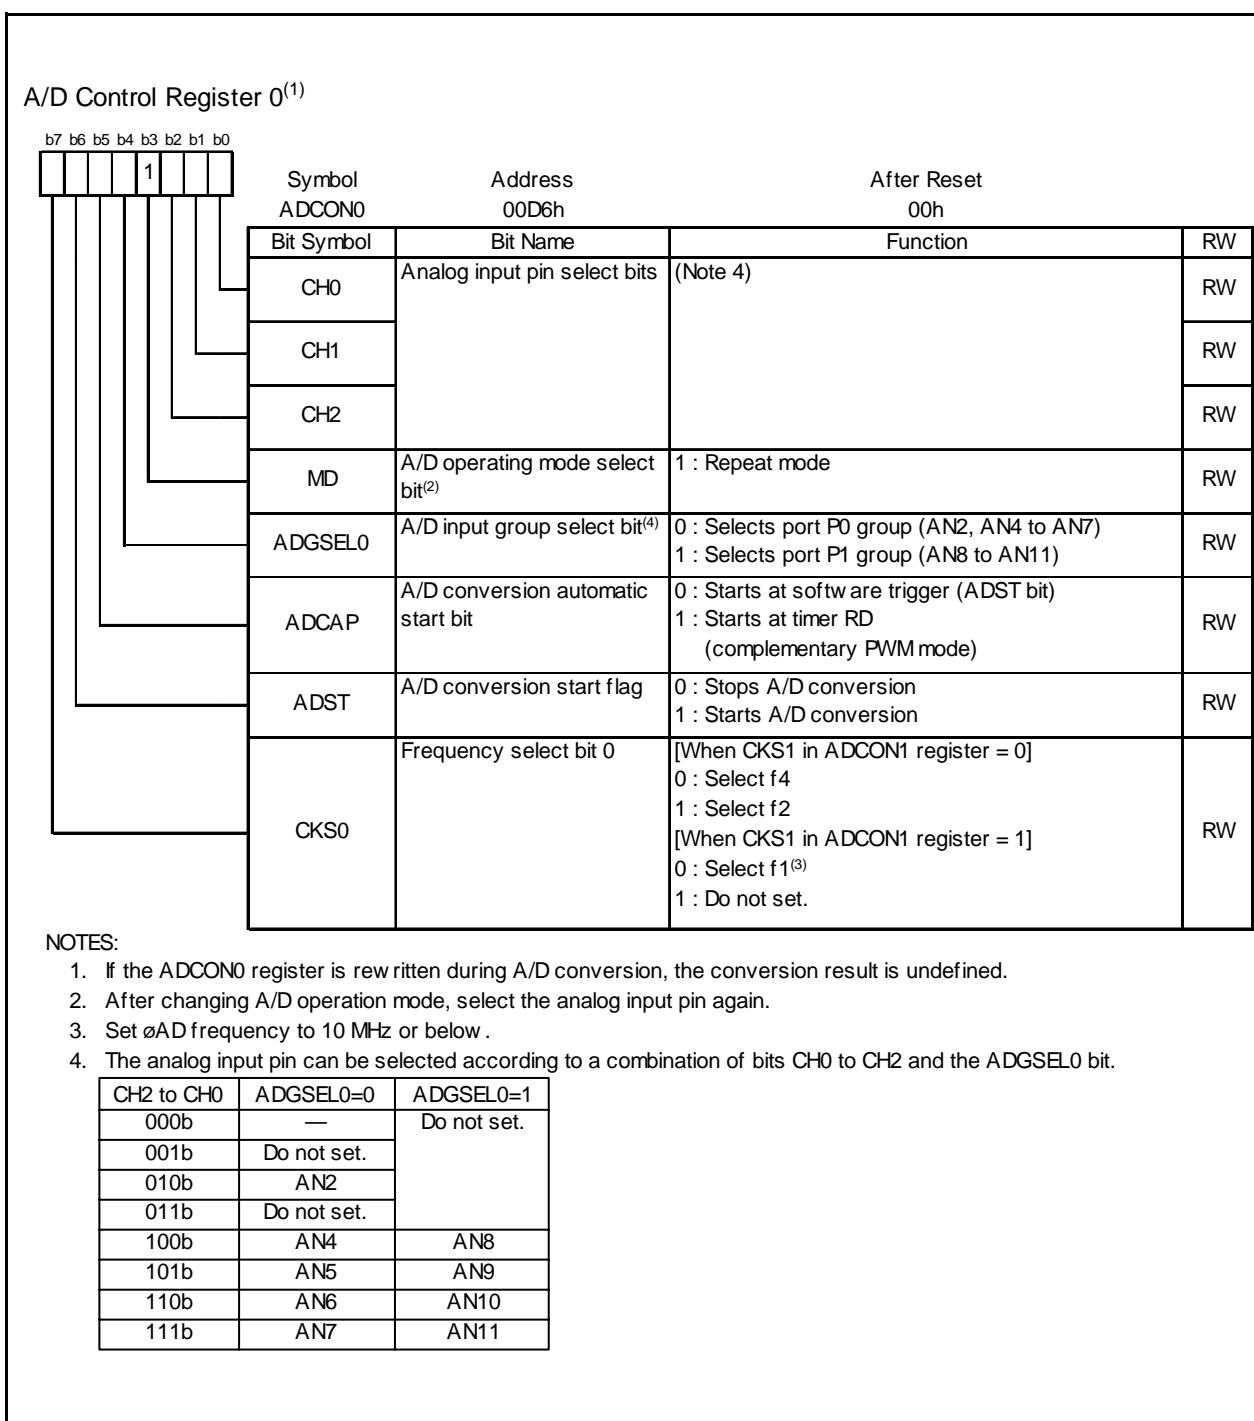 A/D Control Register 0(1)
b7 b6 b5 b4 b3 b2 b1 b0
1
Symbol Address After Reset
ADCON0 00D6h 00h
Bit Symbol Bit Name Function RW
CH0 Analog input pin select bits (Note 4) RW
CH1 RW
CH2 RW
MD A/D operating mode select bit(2) 1 : Repeat mode RW
ADGSEL0 A/D input group select bit(4) 0 : Selects port P0 group (AN2, AN4 to AN7)
1 : Selects port P1 group (AN8 to AN11) RW
ADCAP A/D conversion automatic start bit 0 : Starts at software trigger (ADST bit)
1 : Starts at timer RD
(complementary PWM mode) RW
ADST A/D conversion start flag 0 : Stops A/D conversion
1 : Starts A/D conversion RW
CKS0 Frequency select bit 0 [When CKS1 in ADCON1 register = 0]
0 : Select f4
1 : Select f2
[When CKS1 in ADCON1 register = 1]
0 : Select f1(3)
1 : Do not set. RW
NOTES:
1. If the ADCON0 register is rewritten during A/D conversion, the conversion result is undefined.
2. After changing A/D operation mode, select the analog input pin again.
3. Set øAD frequency to 10 MHz or below.
4. The analog input pin can be selected according to a combination of bits CH0 to CH2 and the ADGSEL0 bit.
CH2 to CH0 ADGSEL0=0 ADGSEL0=1
000b — Do not set.
001b Do not set.
010b AN2
011b Do not set.
100b AN4 AN8
101b AN5 AN9
110b AN6 AN10
111b AN7 AN11